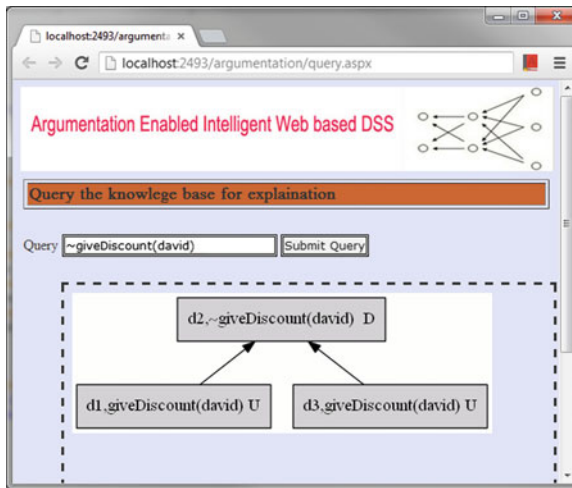 localhost:2493/argumenta
localhost:2493/argumentation/query.aspx
Argumentation Enabled Intelligent Web based DSS
Query the knowlege base for explaination
Query ~giveDiscount(david) Submit Query
d2,~giveDiscount(david) D
d1,giveDiscount(david) U d3,giveDiscount(david) U